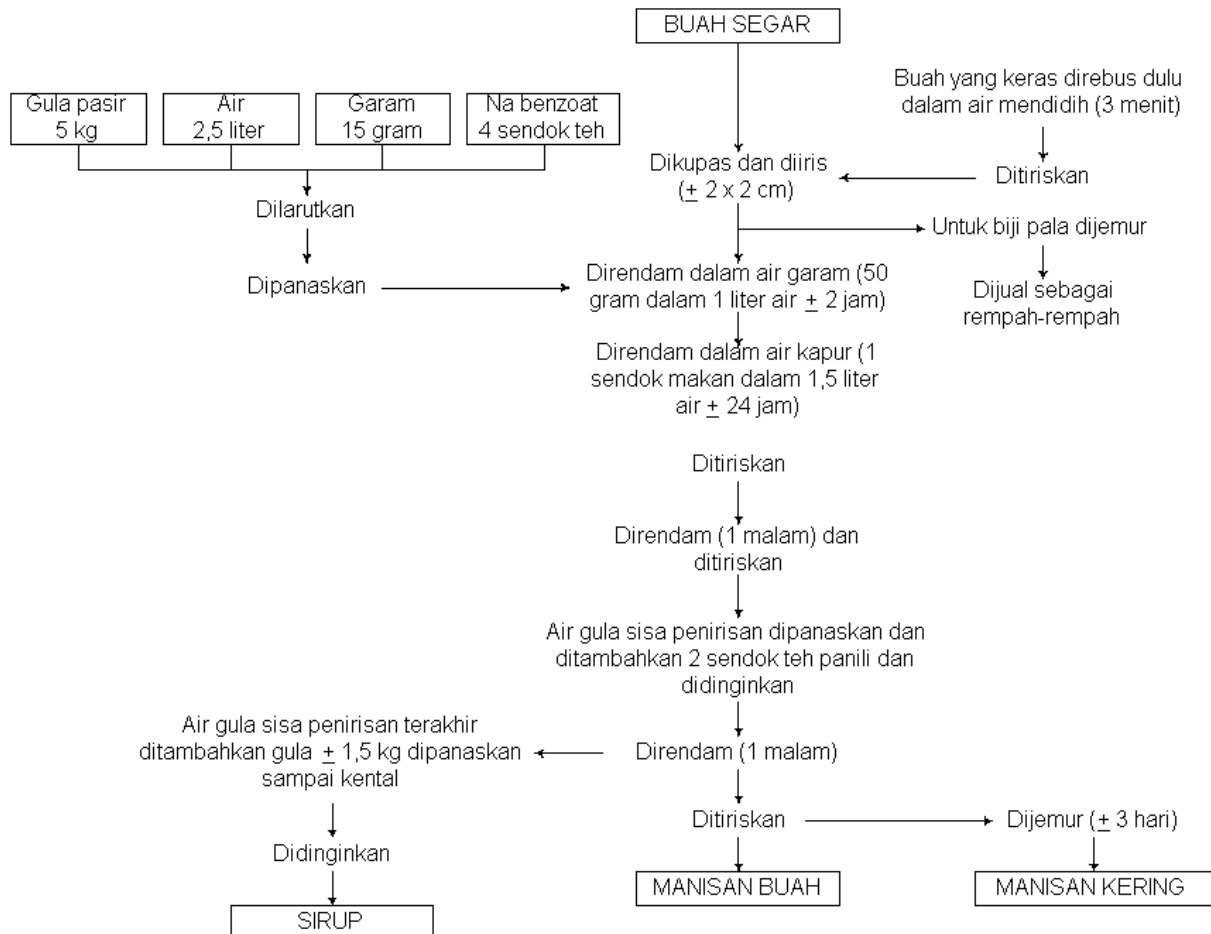 BUAH SEGAR
Gula pasir
5 kg
Air
2,5 liter
Garam
15 gram
Na benzoat
4 sendok teh
Buah yang keras direbus dulu
dalam air mendidih (3 menit)
Dikupas dan diiris
(± 2 x 2 cm)
Ditiriskan
Dilarutkan
Untuk biji pala dijemur
Dipanaskan
Direndam dalam air garam (50
gram dalam 1 liter air ± 2 jam)
Dijual sebagai
rempah-rempah
Direndam dalam air kapur (1
sendok makan dalam 1,5 liter
air ± 24 jam)
Ditiriskan
Direndam (1 malam) dan
ditiriskan
Air gula sisa penirisan dipanaskan dan
ditambahkan 2 sendok teh panili dan
didinginkan
Air gula sisa penirisan terakhir
ditambahkan gula ± 1,5 kg dipanaskan
sampai kental
Direndam (1 malam)
Ditiriskan
Dijemur (± 3 hari)
Didinginkan
MANISAN BUAH
MANISAN KERING
SIRUP